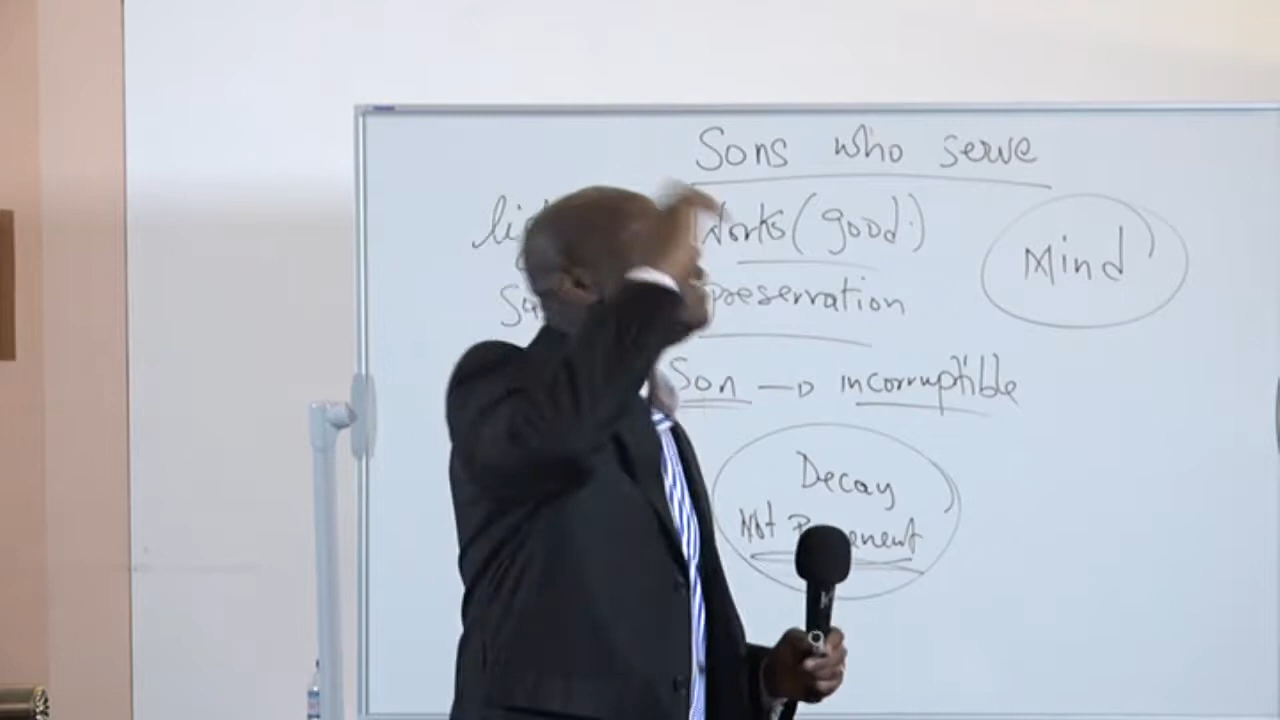 Sons who serve
works (good.)
Mind
preservation
Son → incorruptible
Decay
Not